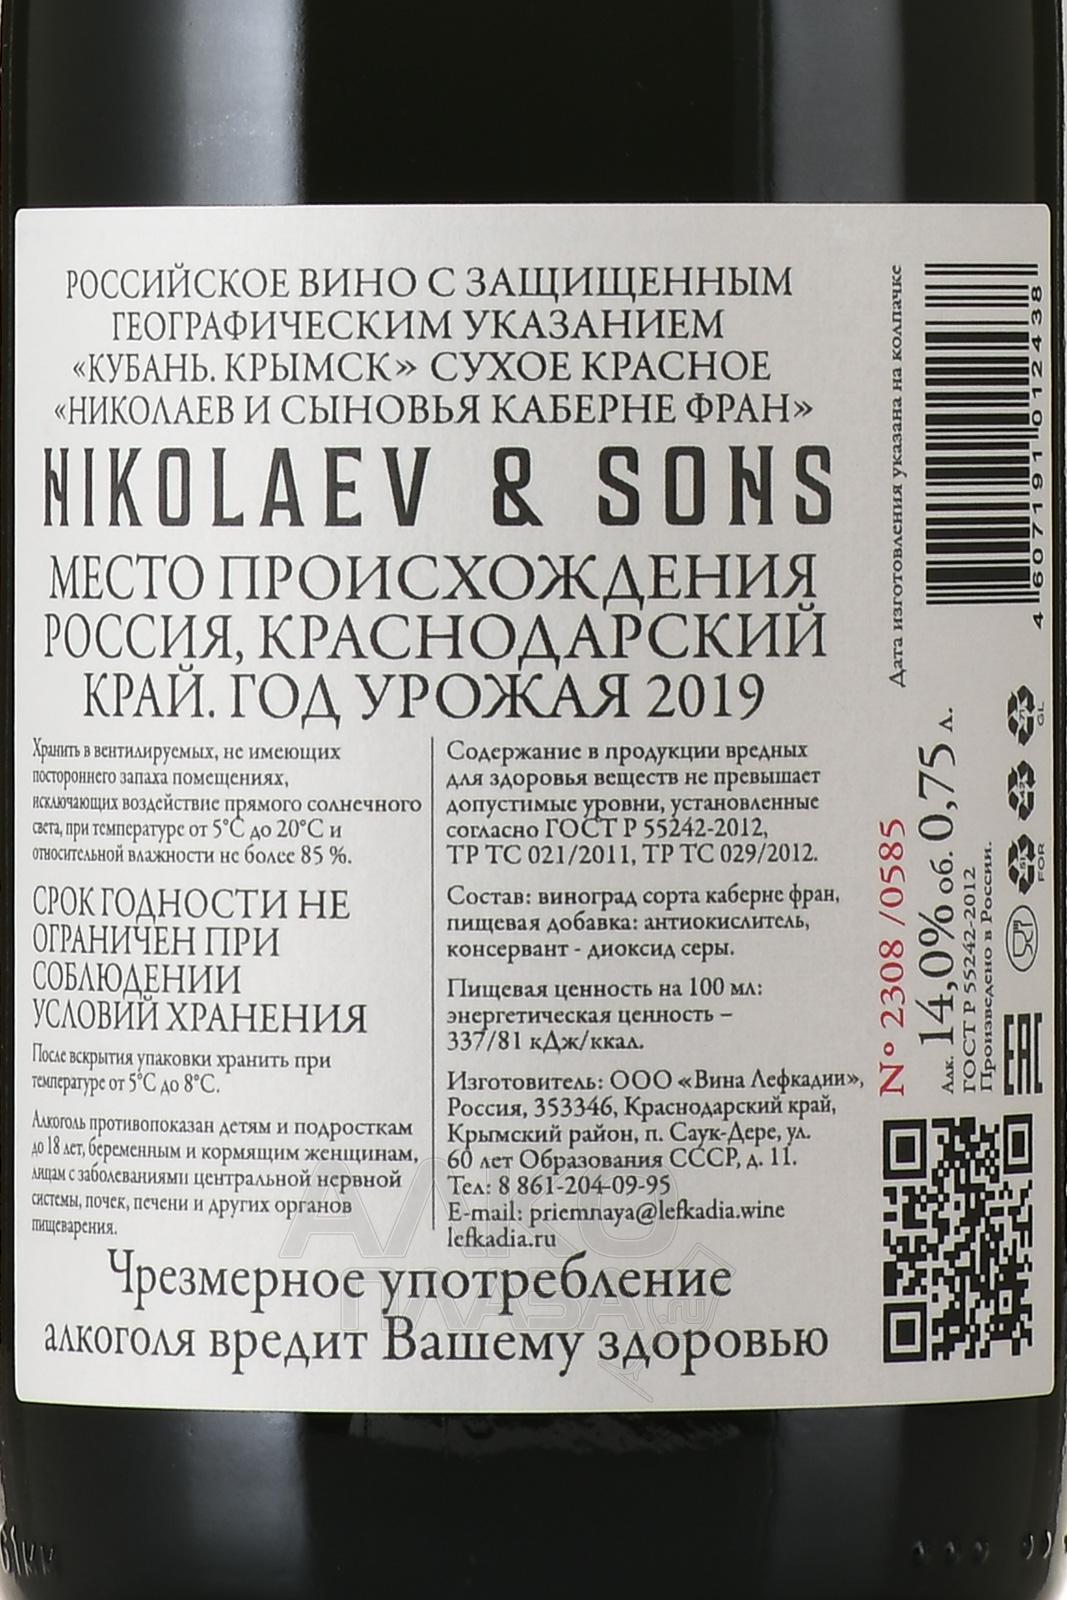 РОССИЙСКОЕ ВИНО С ЗАЩИЩЕННЫМ
ГЕОГРАФИЧЕСКИМ УКАЗАНИЕМ
«КУБАНЬ. КРЫМСК» СУХОЕ КРАСНОЕ
«НИКОЛАЕВ И СЫНОВЬЯ КАБЕРНЕ ФРАН»
NIKOLAEV & SONS
МЕСТО ПРОИСХОЖДЕНИЯ
РОССИЯ, КРАСНОДАРСКИЙ
КРАЙ. ГОД УРОЖАЯ 2019
Хранить в вентилируемых, не имеющих
постороннего запаха помещениях,
исключающих воздействие прямого солнечного
света, при температуре от 5°С до 20°С и
относительной влажности не более 85 %.
СРОК ГОДНОСТИ НЕ
ОГРАНИЧЕН ПРИ
СОБЛЮДЕНИИ
УСЛОВИЙ ХРАНЕНИЯ
После вскрытия упаковки хранить при
температуре от 5°С до 8°С.
Алкоголь противопоказан детям и подросткам
до 18 лет, беременным и кормящим женщинам,
лицам с заболеваниями центральной нервной
системы, почек, печени и других органов
пищеварения.
Содержание в продукции вредных
для здоровья веществ не превышает
допустимые уровни, установленные
согласно ГОСТ Р 55242-2012,
ТР ТС 021/2011, ТР ТС 029/2012.
Состав: виноград сорта каберне фран,
пищевая добавка: антиокислитель,
консервант - диоксид серы.
Пищевая ценность на 100 мл:
энергетическая ценность –
337/81 кДж/ккал.
Изготовитель: ООО «Вина Лефкадии»,
Россия, 353346, Краснодарский край,
Крымский район, п. Саук-Дере, ул.
60 лет Образования СССР, д. 11.
Тел: 8 861-204-09-95
E-mail: priemnaya@lefkadia.wine
lefkadia.ru
Чрезмерное употребление
алкоголя вредит Вашему здоровью
Дата изготовления указана на колпачке
4 607191 012438
N° 2308 /0585
Алк. 14,0% об. 0,75 л.
ГОСТ Р 55242-2012
Произведено в России.
EAC
FOR
GL
АЛКО
ПЛАЗА.ru